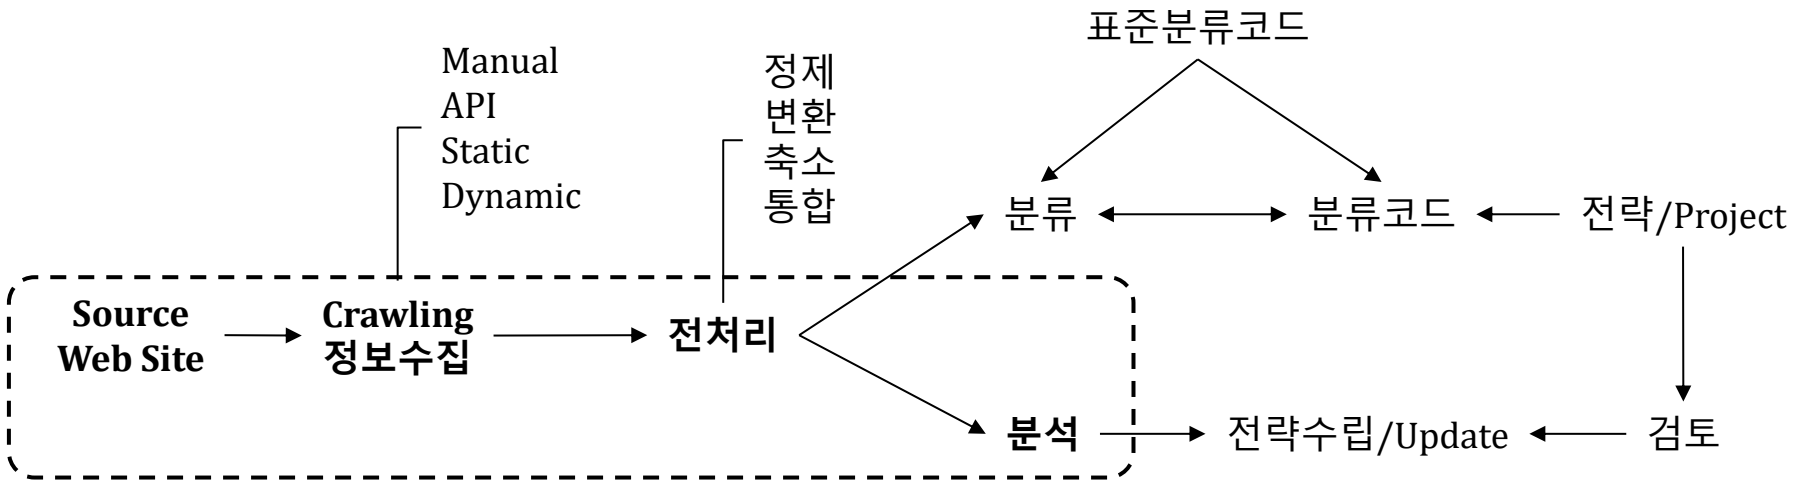 표준분류코드
Manual
API
Static
Dynamic
정제
변환
축소
통합
분류
분류코드
전략/Project
Source
Web Site
Crawling
정보수집
전처리
분석
전략수립/Update
검토